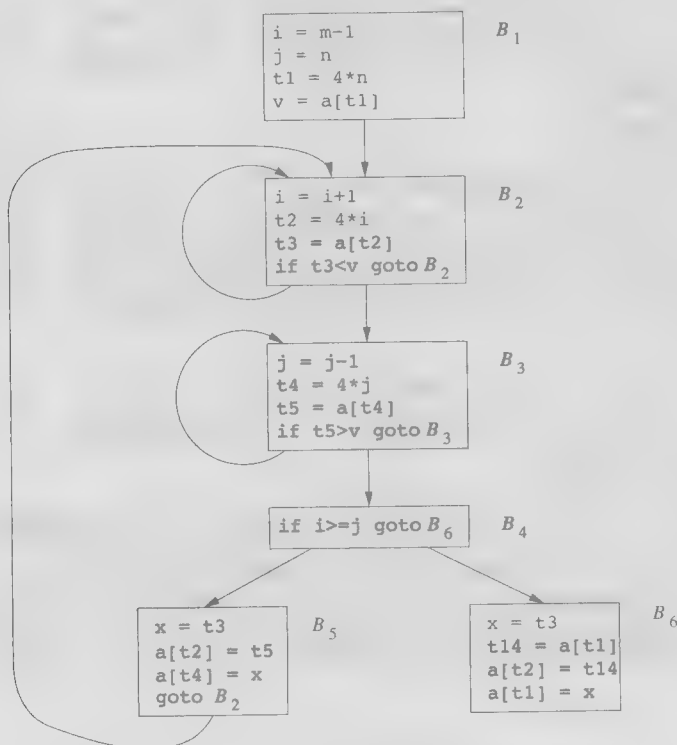 i = m-1
j = n
t1 = 4*n
v = a[t1]
B1
i = i+1
t2 = 4*i
t3 = a[t2]
if t3<v goto B2
B2
j = j-1
t4 = 4*j
t5 = a[t4]
if t5>v goto B3
B3
if i>=j goto B6
B4
x = t3
a[t2] = t5
a[t4] = x
goto B2
B5
x = t3
t14 = a[t1]
a[t2] = t14
a[t1] = x
B6